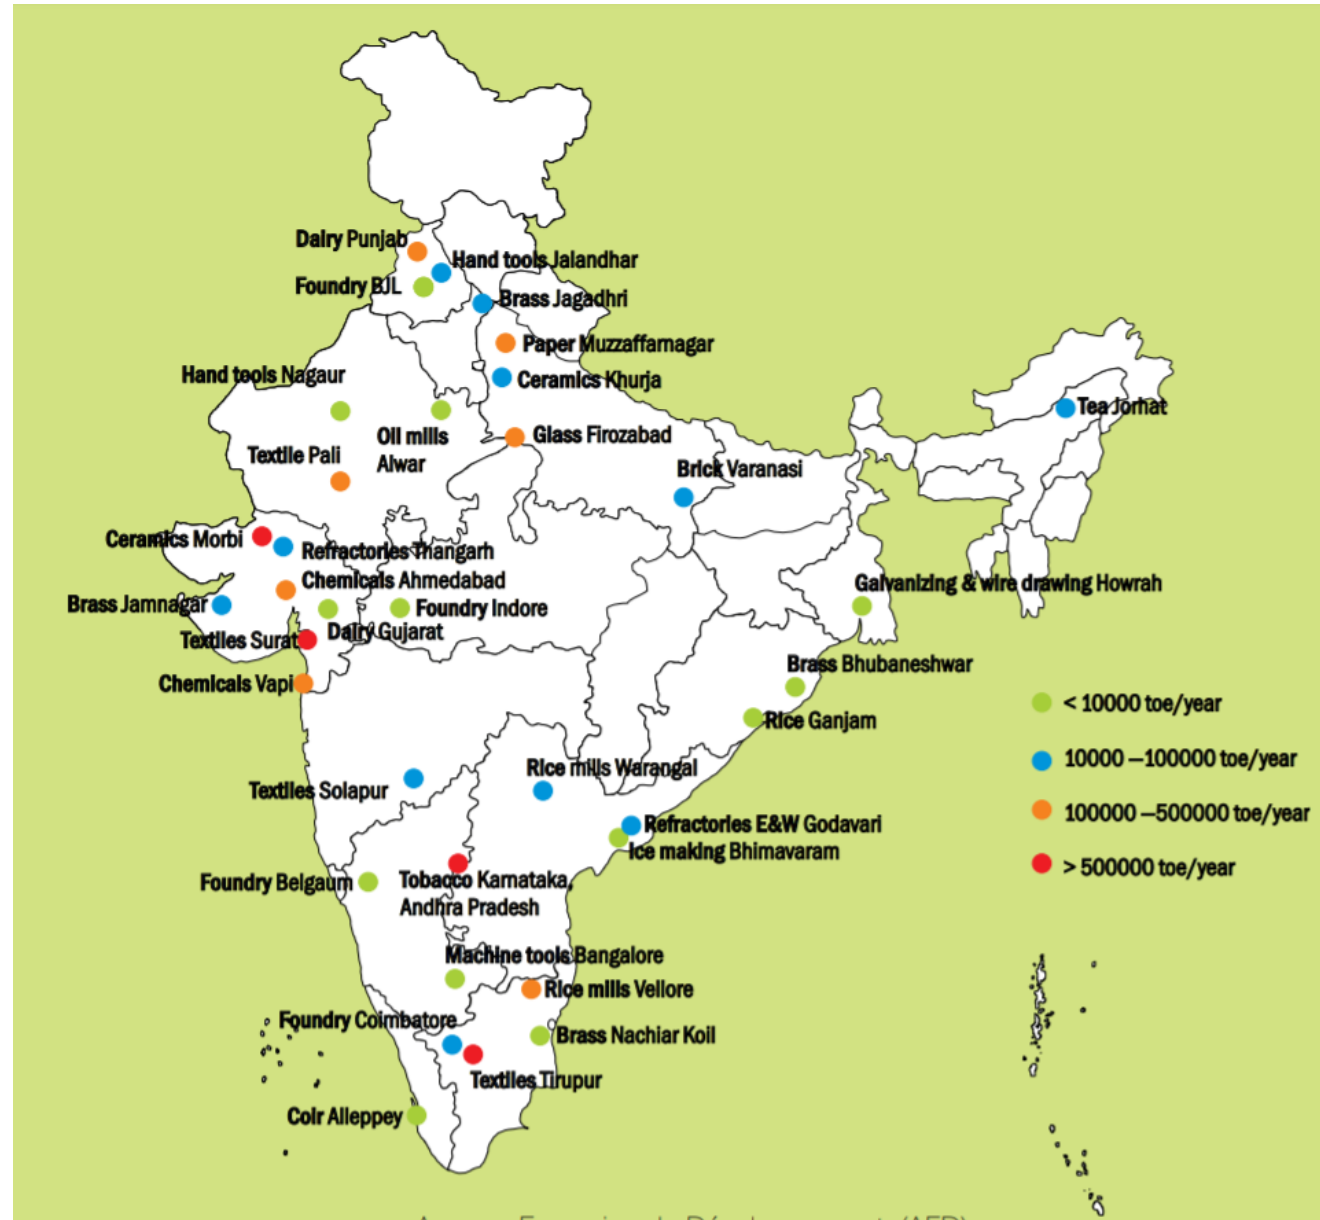 Dairy Punjab
Hand tools Jalandhar
Foundry BJL
Brass Jagadhri
Paper Muzzaffarnagar
Hand tools Nagaur
Ceramics Khurja
Tea Jorhat
Oil mills
Alwar
Glass Firozabad
Textile Pali
Brick Varanasi
Ceramics Morbi
Refractories Thangarh
Chemicals Ahmedabad
Galvanizing & wire drawing Howrah
Brass Jamnagar
Foundry Indore
Dairy Gujarat
Textiles Surat
Brass Bhubaneshwar
Chemicals Vapi
< 10000 toe/year
Rice Ganjam
10000 –100000 toe/year
Rice mills Warangal
Textiles Solapur
100000 –500000 toe/year
Refractories E&W Godavari
Ice making Bhimavaram
> 500000 toe/year
Foundry Belgaum
Tobacco Karnataka,
Andhra Pradesh
Machine tools Bangalore
Rice mills Vellore
Foundry Coimbatore
Brass Nachiar Koil
Textiles Tirupur
Coir Alleppey
(AFD)